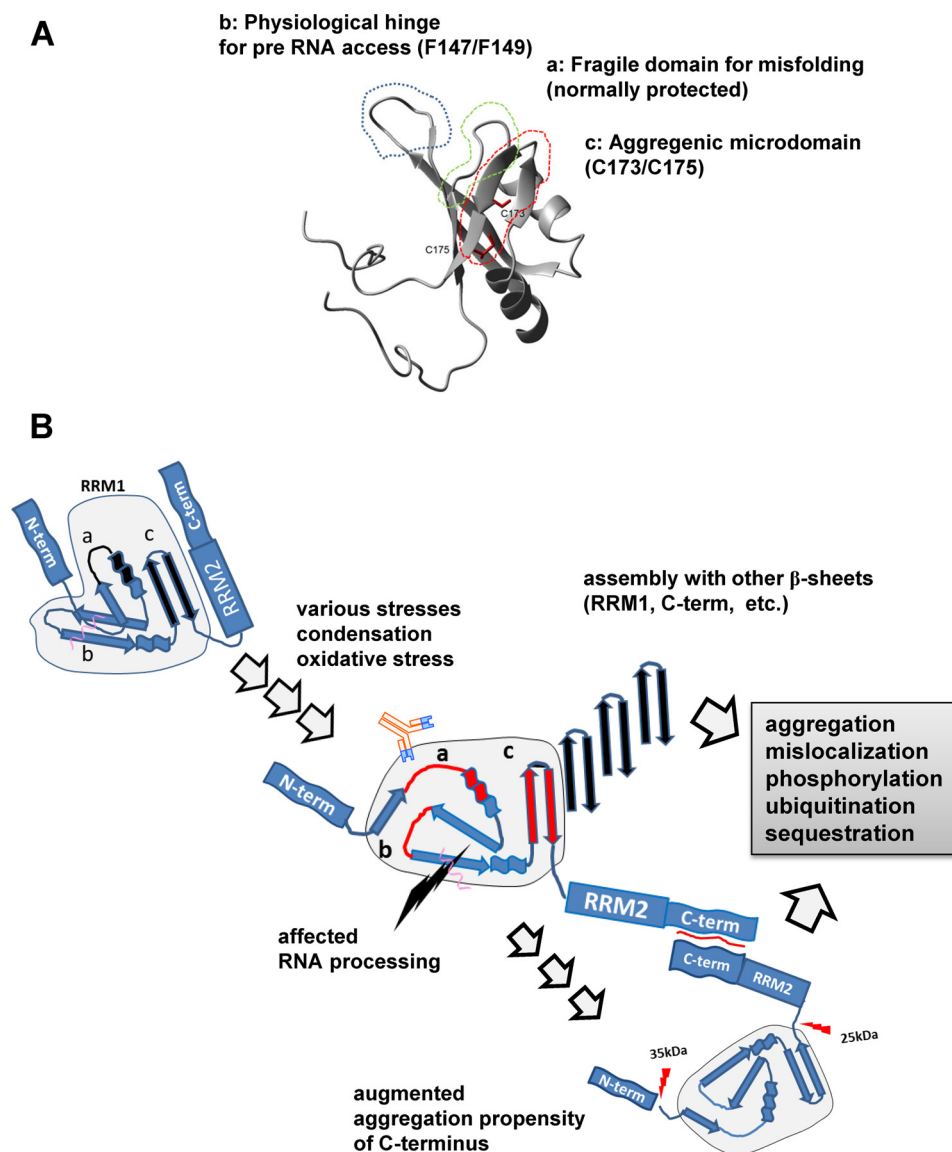 A
b: Physiological hinge
for pre RNA access (F147/F149)
a: Fragile domain for misfolding
(normally protected)
c: Aggregenic microdomain
(C173/C175)
C173
C175
B
RRM1
N-term
a
c
C-term
RRM2
b
various stresses
condensation
oxidative stress
assembly with other β-sheets
(RRM1, C-term, etc.)
aggregation
mislocalization
phosphorylation
ubiquitination
sequestration
N-term
a
c
b
RRM2
C-term
affected
RNA processing
C-term
RRM2
25kDa
35kDa
N-term
augmented
aggregation propensity
of C-terminus